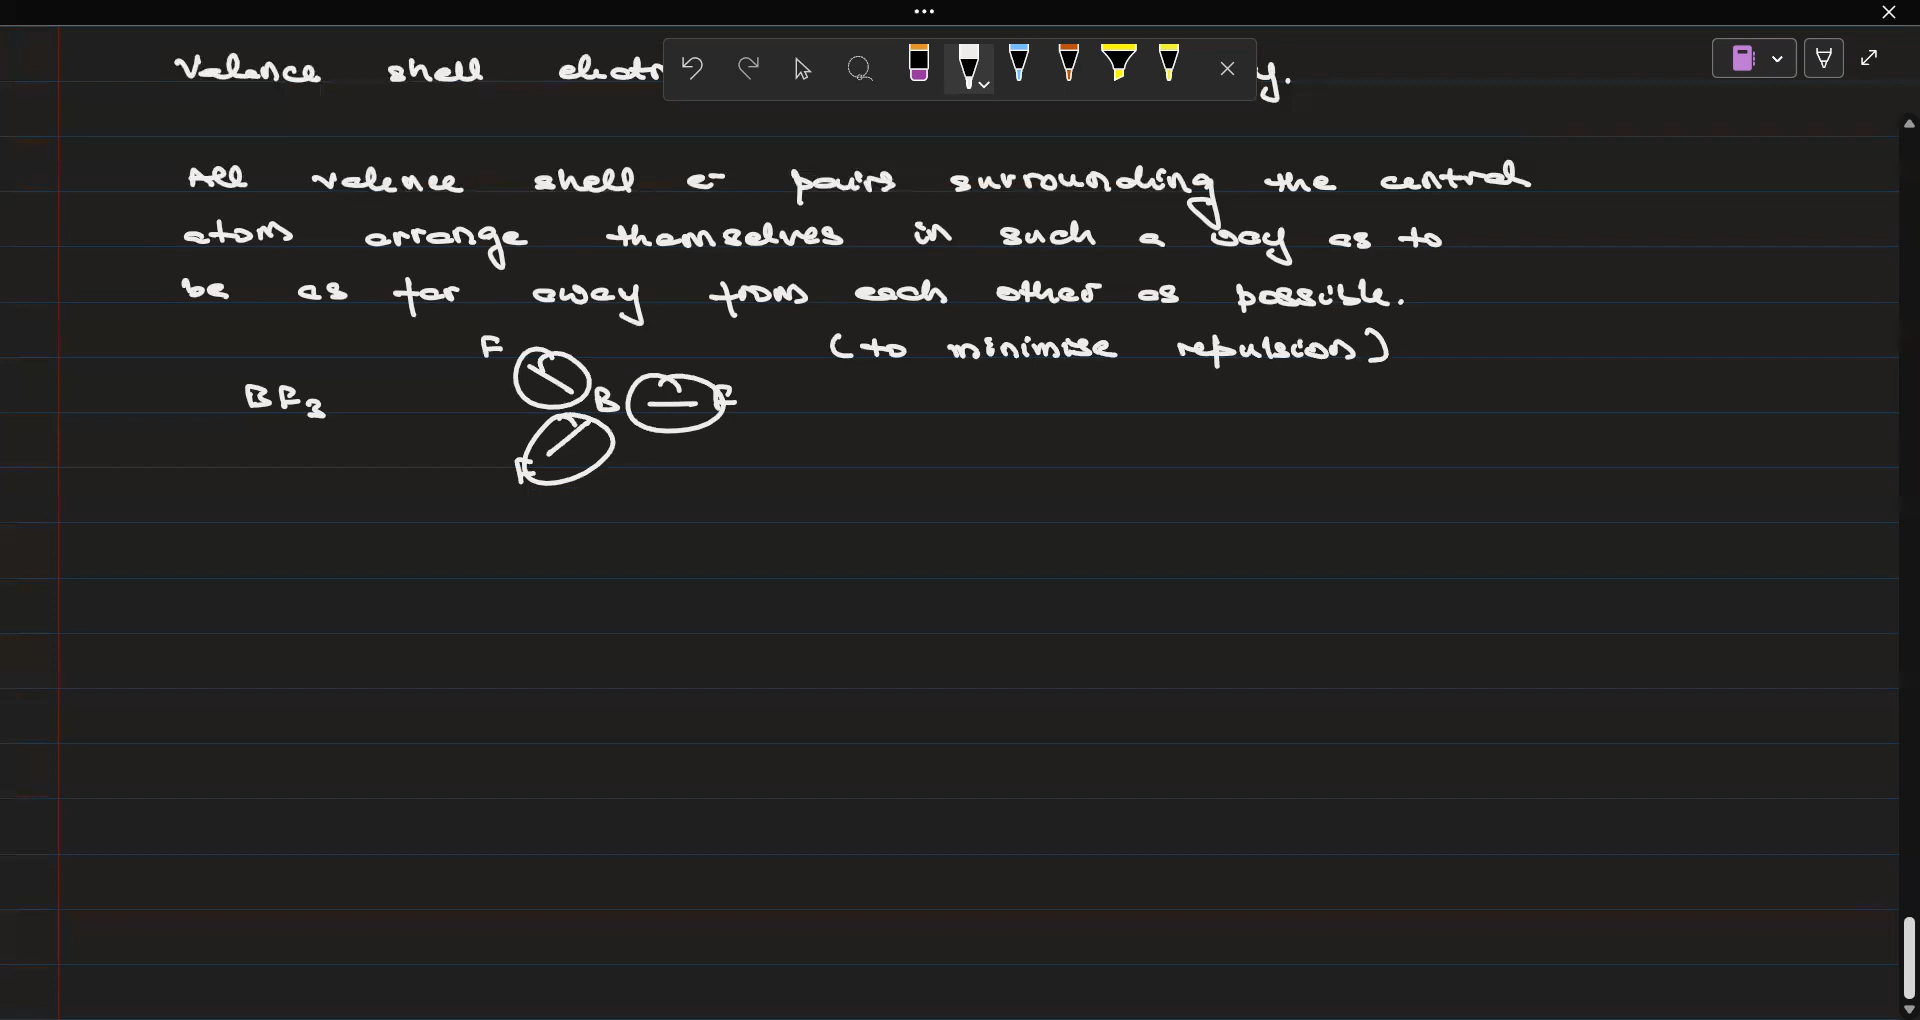 Valence shell y.
All valence shell e- pairs surrounding the central
atom arrange themselves in such a way as to
be as far away from each other as possible.
(to minimise repulsion)
F
BF3 B F
F